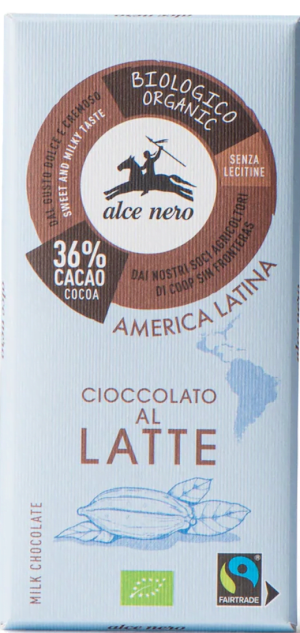 BIOLOGICO
ORGANIC
DAL GUSTO DOLCE E CREMOSO
SWEET AND MILKY TASTE
SENZA
LECITINE
alce nero
36%
CACAO
COCOA
DAI NOSTRI SOCI AGRICOLTORI
DI COOP SIN FRONTERAS
AMERICA LATINA
CIOCCOLATO
AL
LATTE
MILK CHOCOLATE
FAIRTRADE
alce nero